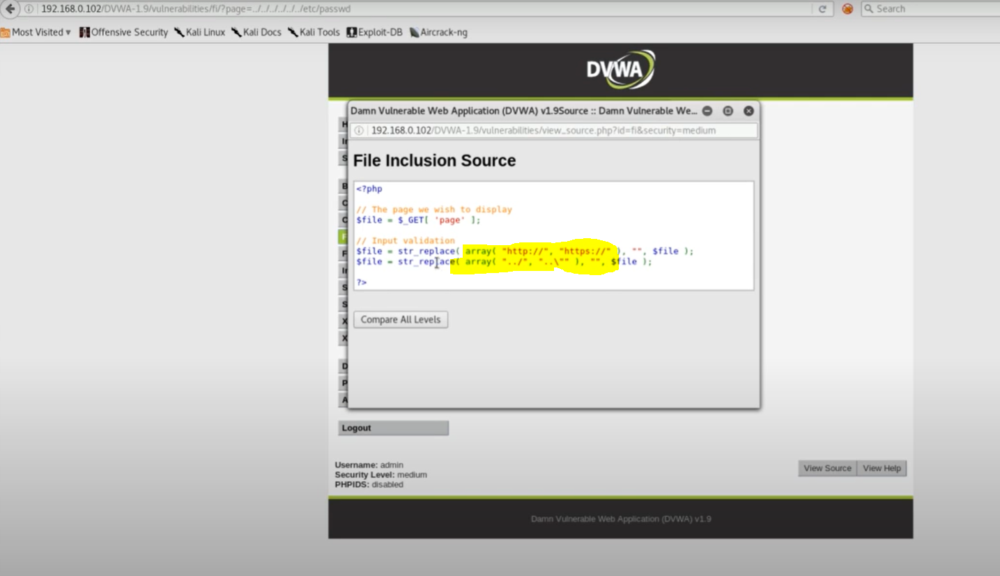 192.168.0.102/DVWA-1.9/vulnerabilities/fi/?page=../../../../../../etc/passwd
Search
Most Visited Offensive Security Kali Linux Kali Docs Kali Tools Exploit-DB Aircrack-ng
DVWA
Damn Vulnerable Web Application (DVWA) v1.9Source :: Damn Vulnerable We...
192.168.0.102/DVWA-1.9/vulnerabilities/view_source.php?id=fi&security=medium
File Inclusion Source
<?php
// The page we wish to display
$file = $_GET[ 'page' ];
// Input validation
$file = str_replace( array( "http://", "https://" ), "", $file );
$file = str_replace( array( "../", "..\"" ), "", $file );
?>
Compare All Levels
Logout
Username: admin
Security Level: medium
PHPIDS: disabled
View Source View Help
Damn Vulnerable Web Application (DVWA) v1.9